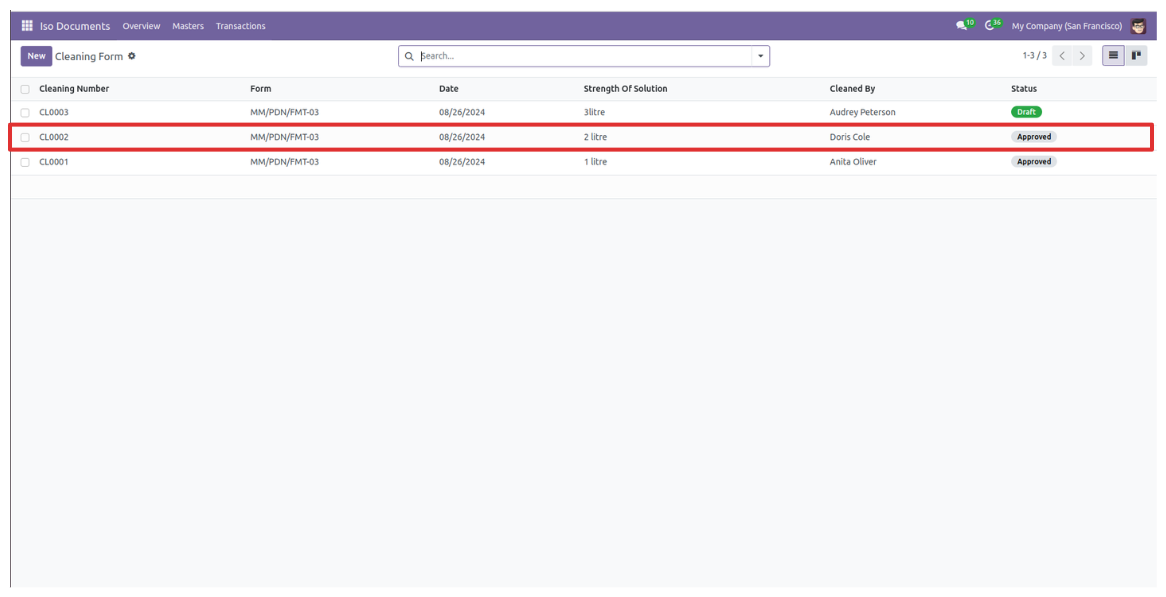 Iso Documents Overview Masters Transactions 10 36 My Company (San Francisco)
New Cleaning Form Search... 1-3 / 3
Cleaning Number Form Date Strength Of Solution Cleaned By Status
CL0003 MM/PDN/FMT-03 08/26/2024 3litre Audrey Peterson Draft
CL0002 MM/PDN/FMT-03 08/26/2024 2 litre Doris Cole Approved
CL0001 MM/PDN/FMT-03 08/26/2024 1 litre Anita Oliver Approved